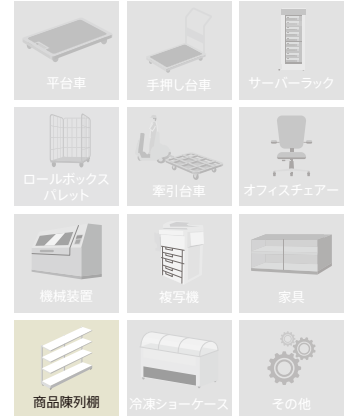 平台車
手押し台車
サーバーラック
ロールボックス
パレット
牽引台車
オフィスチェアー
機械装置
複写機
家具
商品陳列棚
冷凍ショーケース
その他